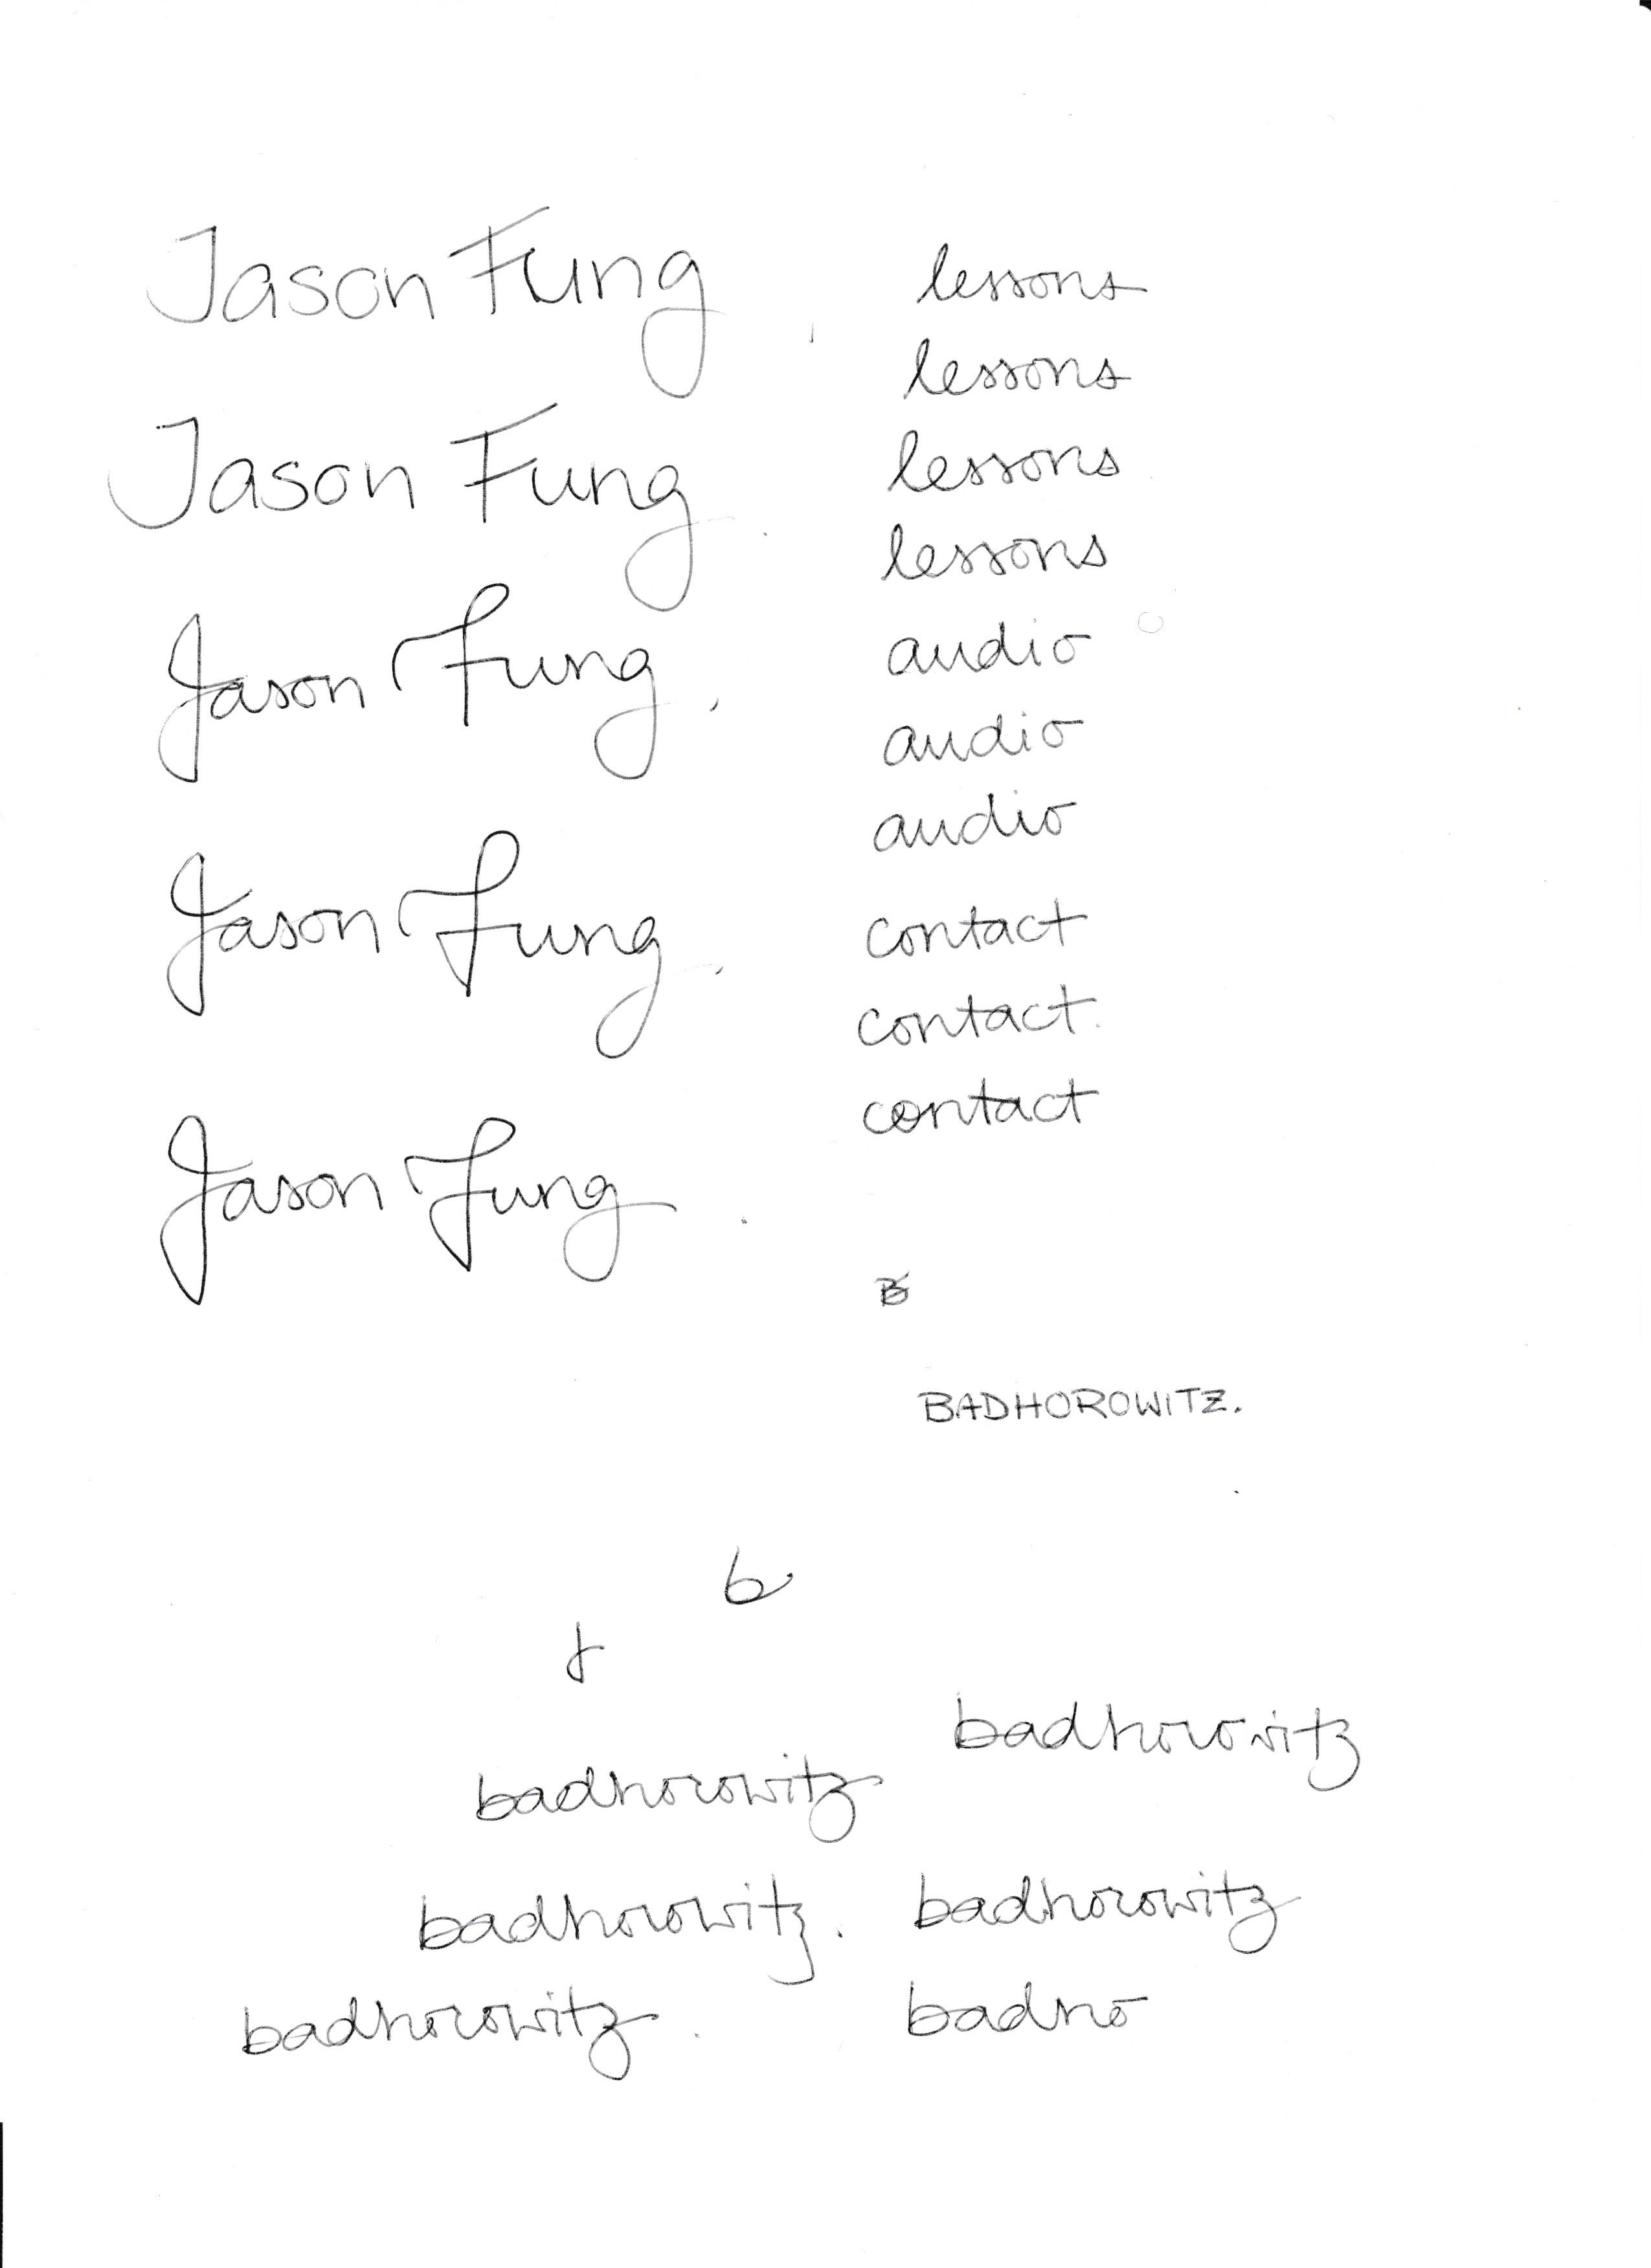 Jason Fung
Jason Fung
Jason Fung
Jason Fung
Jason Fung
lessons
lessons
lessons
lessons
audio
audio
audio
contact
contact.
contact
B
BADHOROWITZ.
b
badhorowitz
badhorowitz
badhorowitz.
badhorowitz
badhorowitz
badho